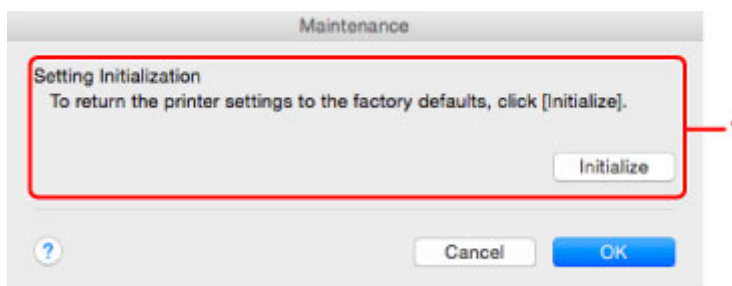 Maintenance
Setting Initialization
To return the printer settings to the factory defaults, click [Initialize].
Initialize
?
Cancel
OK